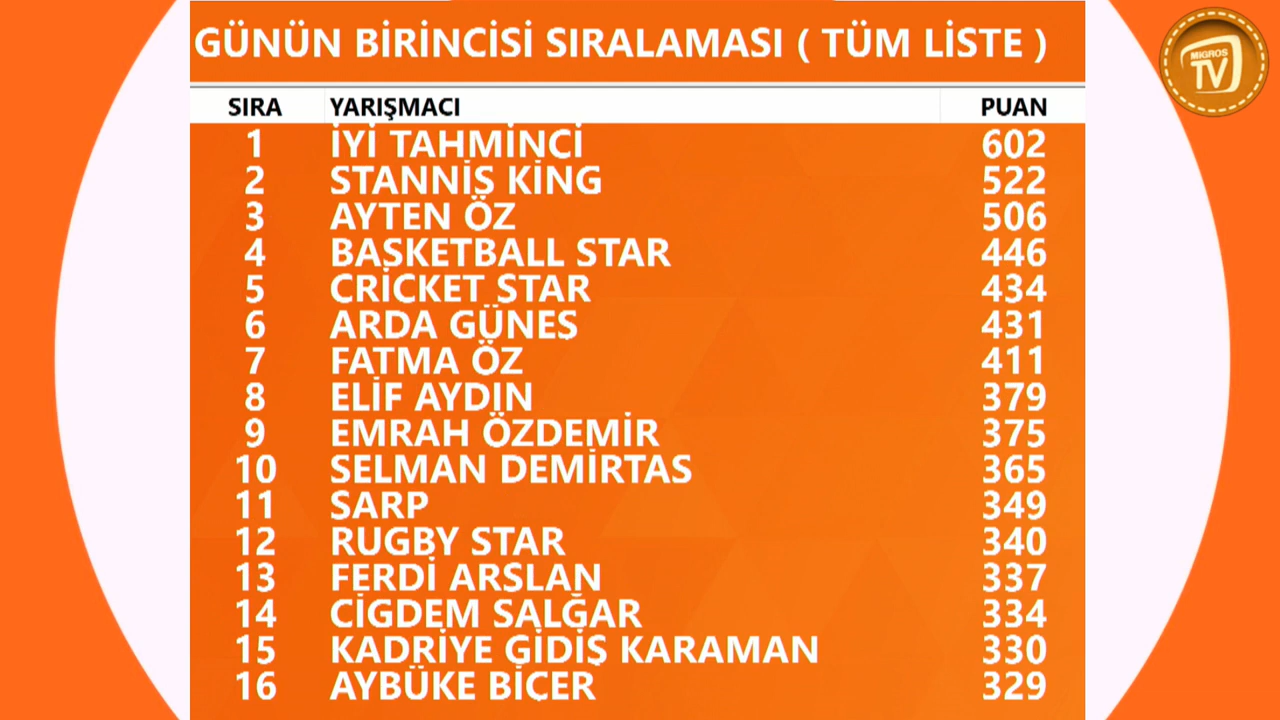 GÜNÜN BİRİNCİSİ SIRALAMASI ( TÜM LİSTE )
MİGROS
TV
SIRA YARIŞMACI PUAN
1 İYİ TAHMİNCİ 602
2 STANNİS KİNG 522
3 AYTEN ÖZ 506
4 BASKETBALL STAR 446
5 CRİCKET STAR 434
6 ARDA GÜNES 431
7 FATMA ÖZ 411
8 ELİF AYDIN 379
9 EMRAH ÖZDEMİR 375
10 SELMAN DEMİRTAS 365
11 SARP 349
12 RUGBY STAR 340
13 FERDİ ARSLAN 337
14 CİGDEM SALĞAR 334
15 KADRİYE GİDİŞ KARAMAN 330
16 AYBÜKE BİCER 329